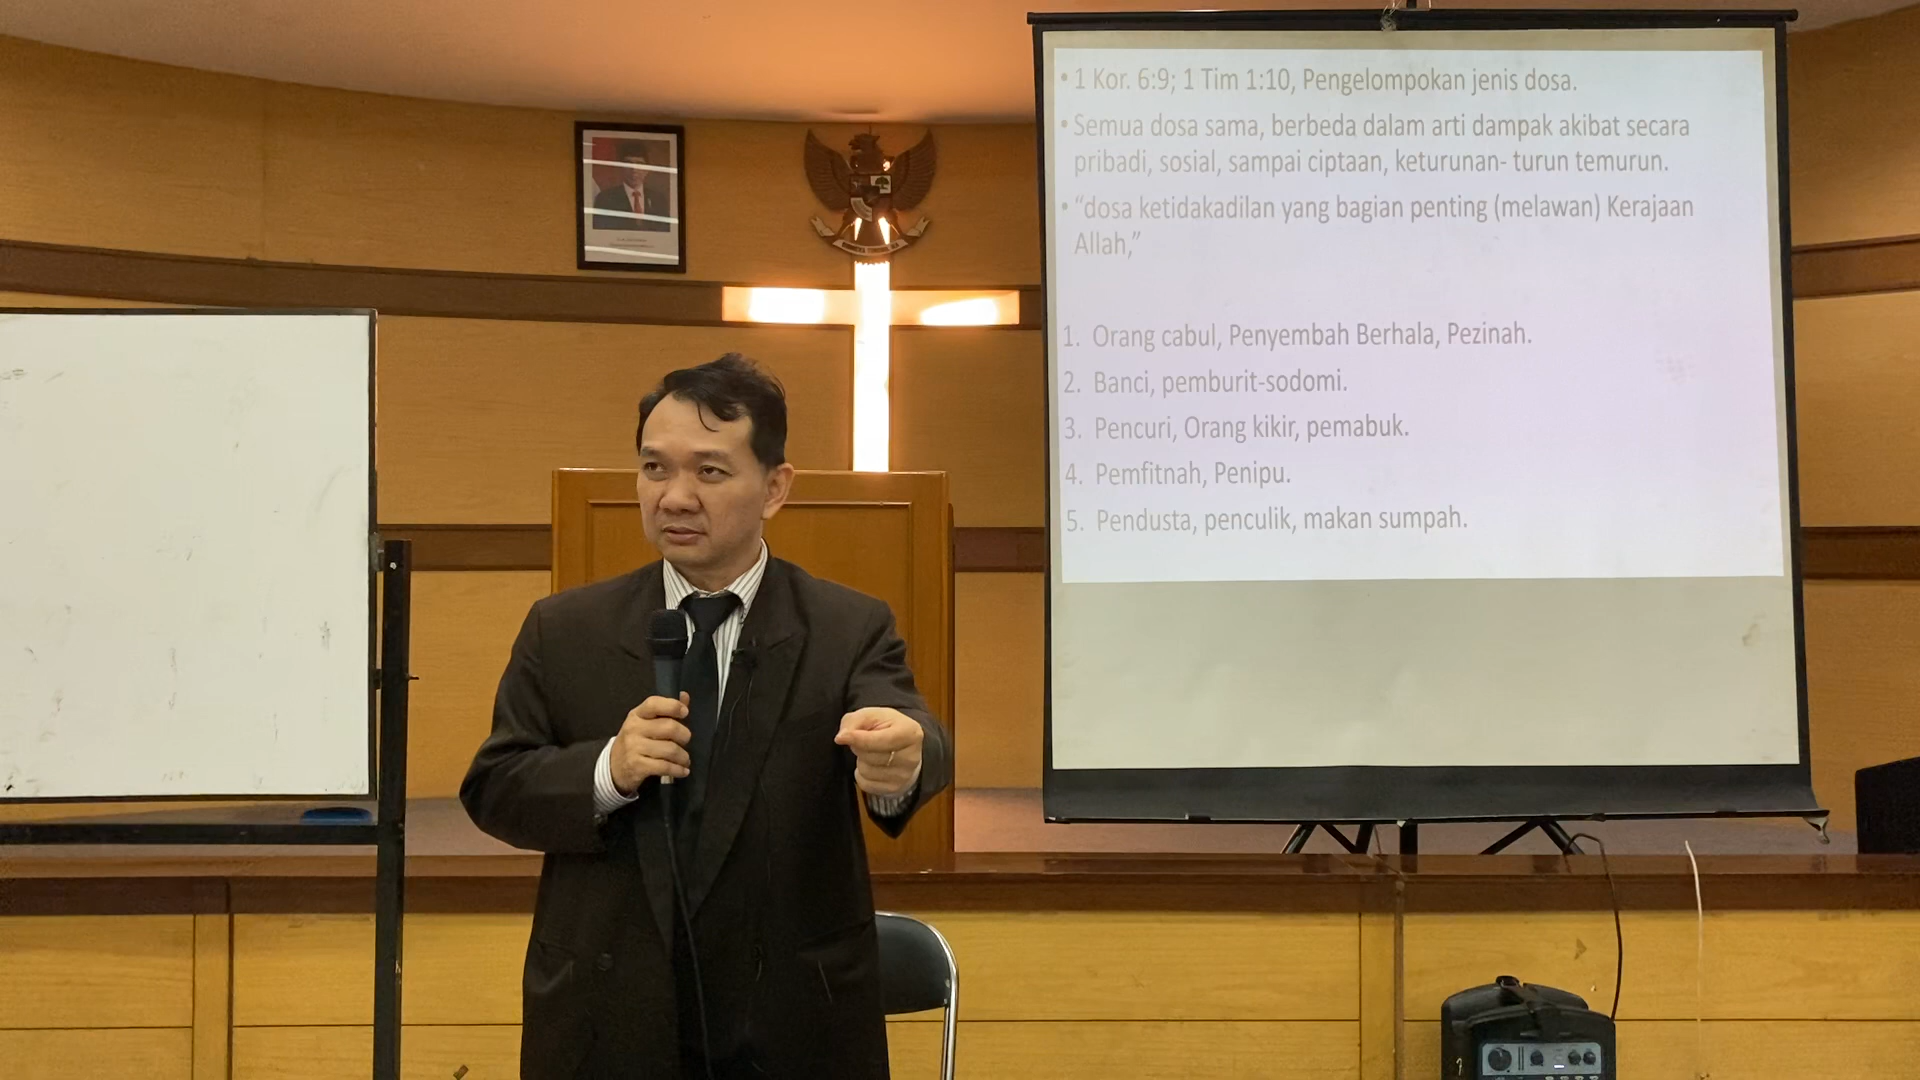 • 1 Kor. 6:9; 1 Tim 1:10, Pengelompokan jenis dosa.
• Semua dosa sama, berbeda dalam arti dampak akibat secara
pribadi, sosial, sampai ciptaan, keturunan- turun temurun.
• “dosa ketidakadilan yang bagian penting (melawan) Kerajaan
Allah,”
1. Orang cabul, Penyembah Berhala, Pezinah.
2. Banci, pemburit-sodomi.
3. Pencuri, Orang kikir, pemabuk.
4. Pemfitnah, Penipu.
5. Pendusta, penculik, makan sumpah.